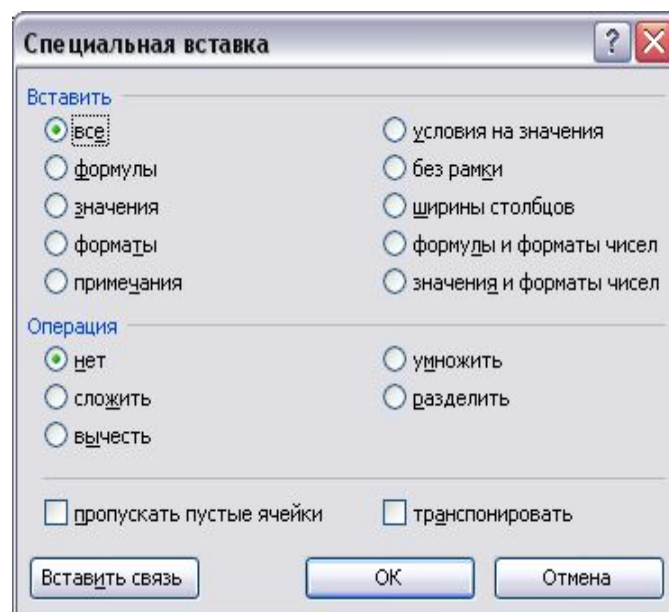 Специальная вставка
Вставить
все
условия на значения
формулы
без рамки
значения
ширины столбцов
форматы
формулы и форматы чисел
примечания
значения и форматы чисел
Операция
нет
умножить
сложить
разделить
вычесть
пропускать пустые ячейки
транспонировать
Вставить связь
ОК
Отмена